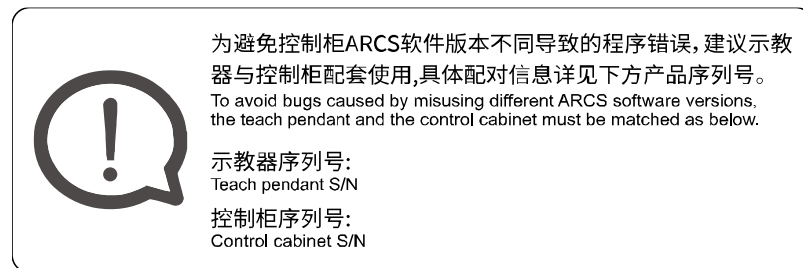 为避免控制柜ARCS软件版本不同导致的程序错误,建议示教
器与控制柜配套使用,具体配对信息详见下方产品序列号。
To avoid bugs caused by misusing different ARCS software versions,
the teach pendant and the control cabinet must be matched as below.
示教器序列号:
Teach pendant S/N
控制柜序列号:
Control cabinet S/N